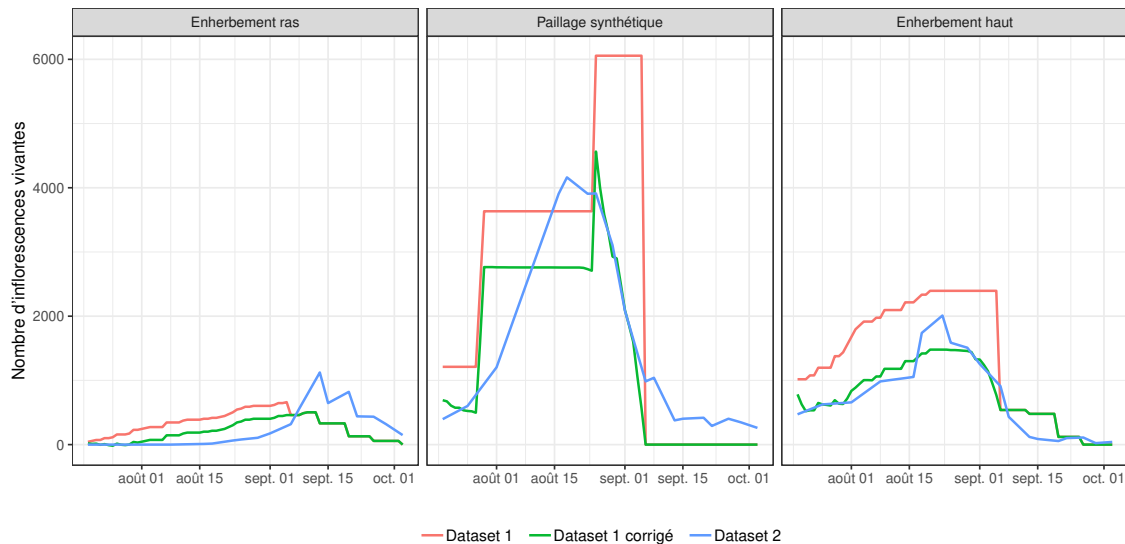 Enherbement ras Paillage synthétique Enherbement haut
Nombre d'inflorescences vivantes
6000
4000
2000
0
août 01 août 15 sept. 01 sept. 15 oct. 01 août 01 août 15 sept. 01 sept. 15 oct. 01 août 01 août 15 sept. 01 sept. 15 oct. 01
Dataset 1 Dataset 1 corrigé Dataset 2